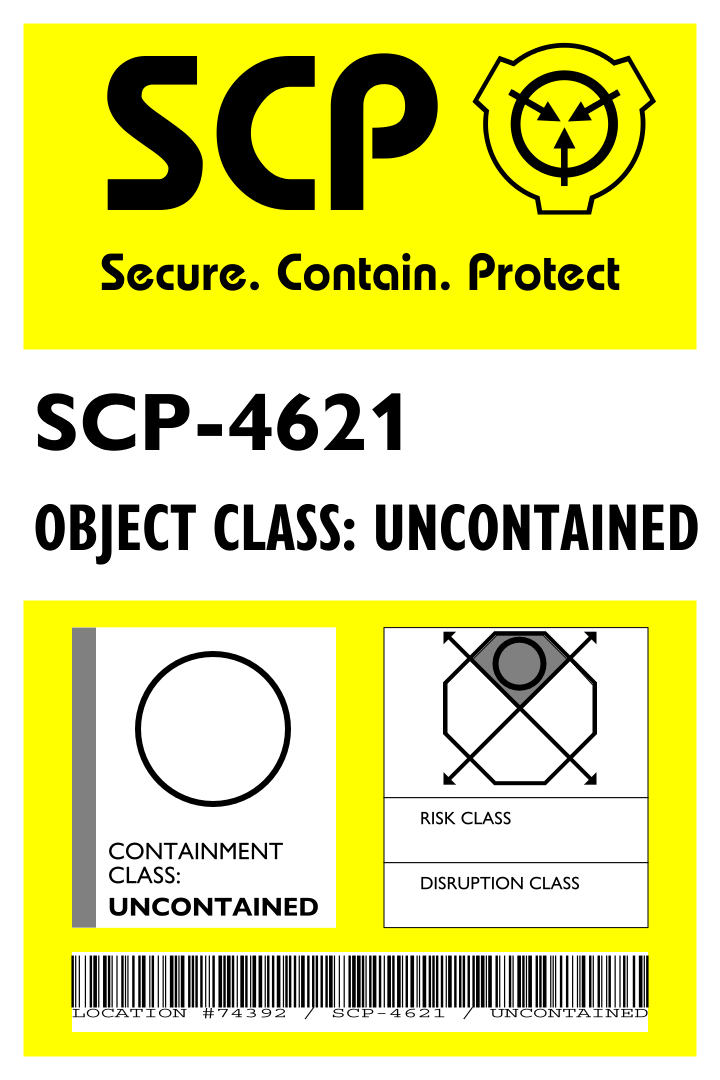 SCP
Secure. Contain. Protect
SCP-4621
OBJECT CLASS: UNCONTAINED
CONTAINMENT
CLASS:
UNCONTAINED
RISK CLASS
DISRUPTION CLASS
LOCATION #74392 / SCP-4621 / UNCONTAINED